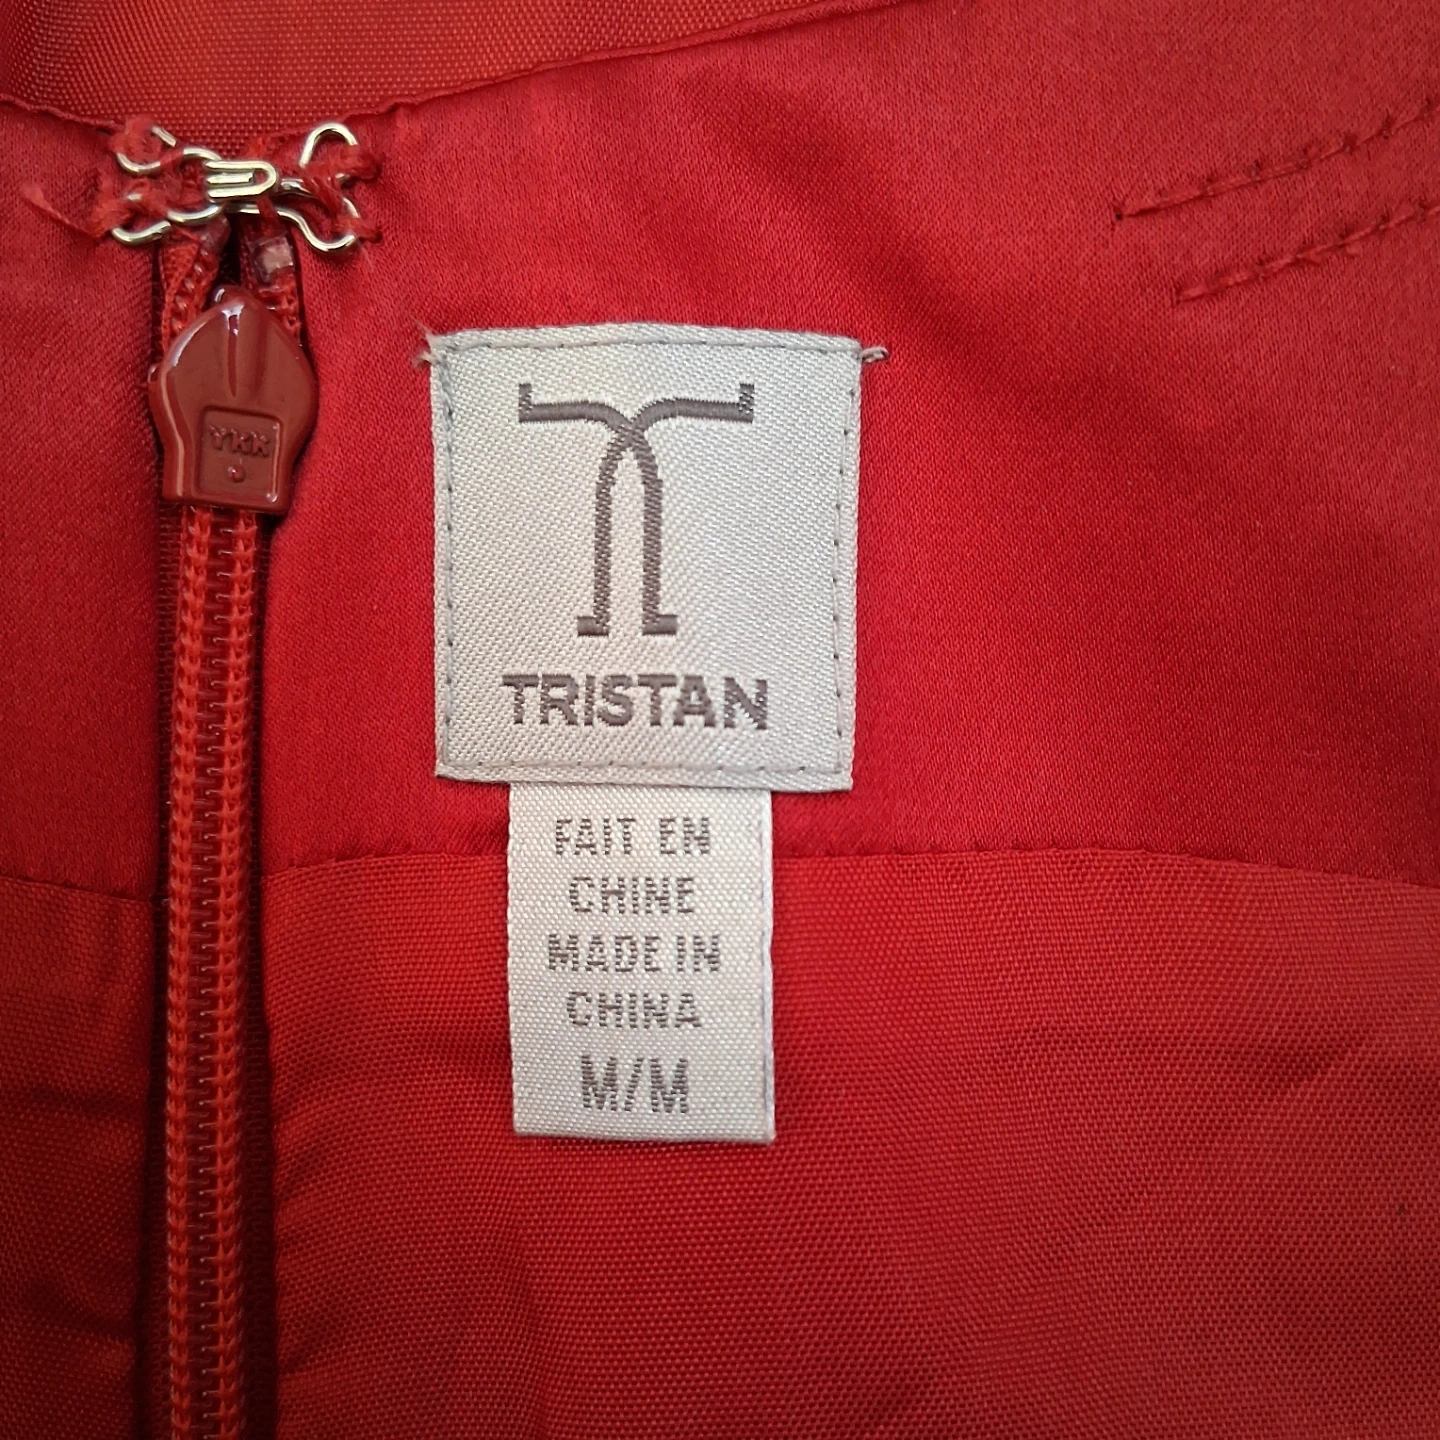 YKK
TRISTAN
FAIT EN
CHINE
MADE IN
CHINA
M/M